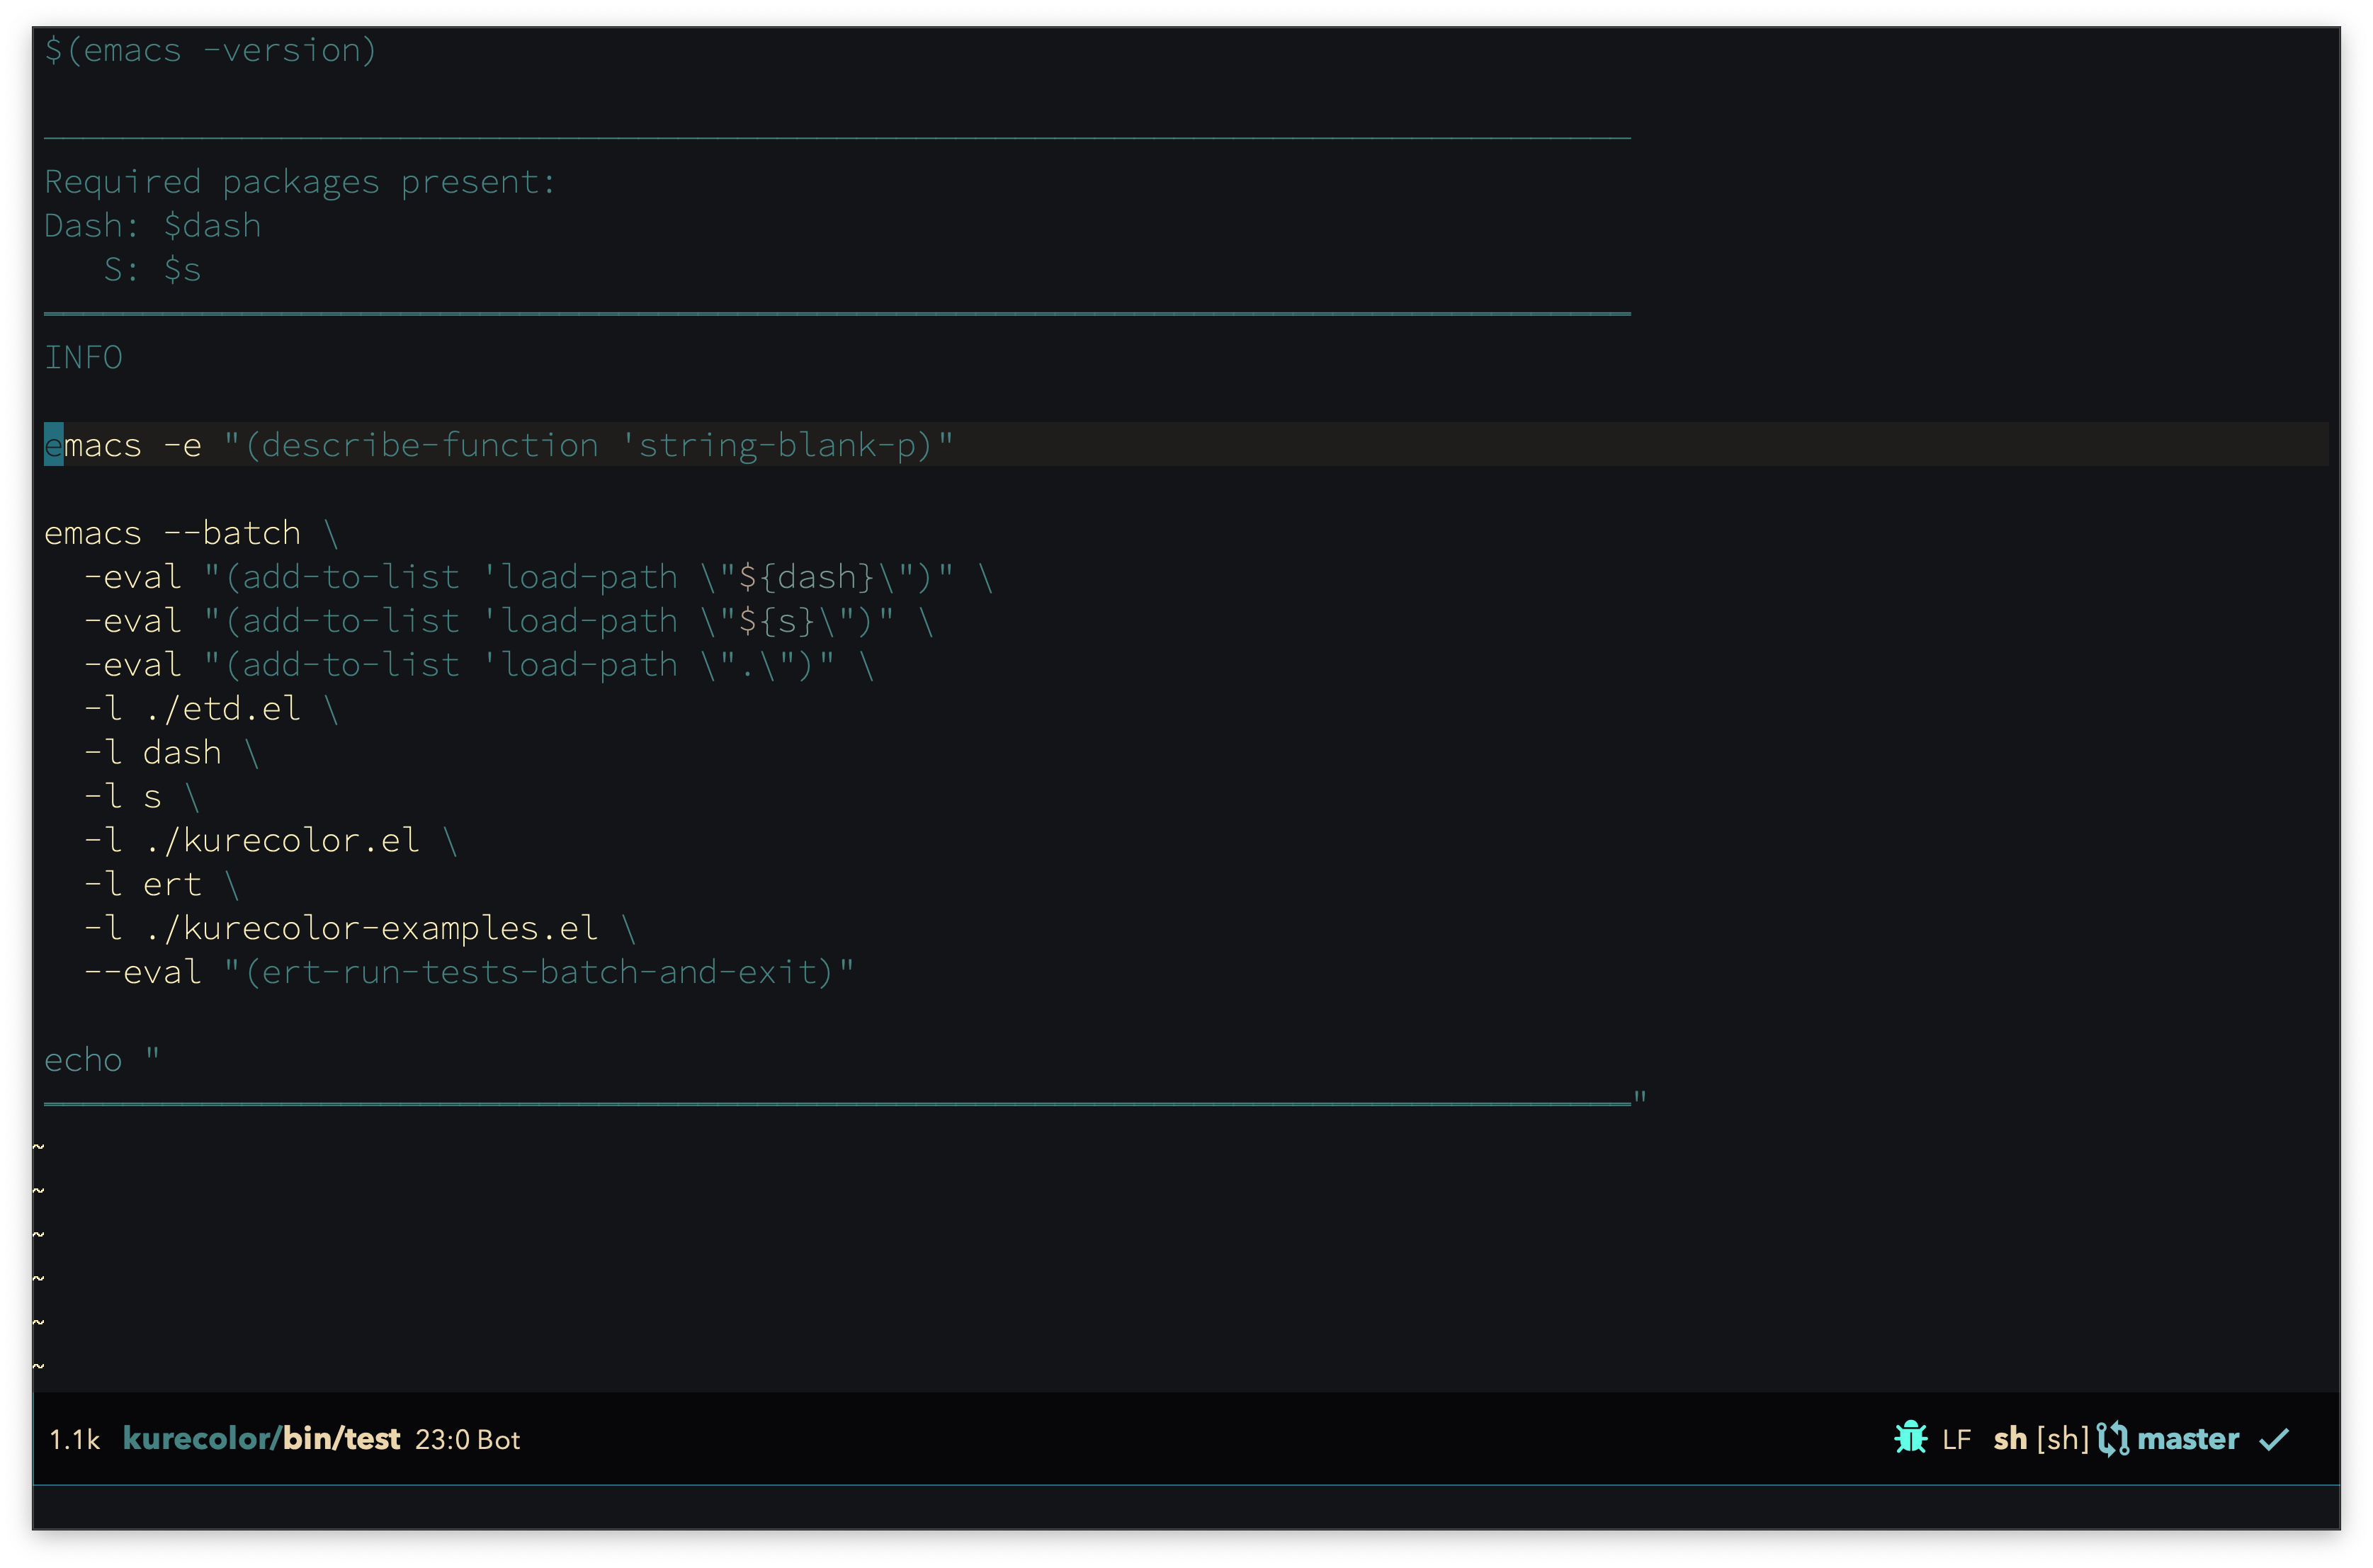 $(emacs -version)
Required packages present:
Dash: $dash
   S: $s
INFO
emacs -e "(describe-function 'string-blank-p)"
emacs --batch \
  -eval "(add-to-list 'load-path \"${dash}\")" \
  -eval "(add-to-list 'load-path \"${s}\")" \
  -eval "(add-to-list 'load-path \".\")" \
  -l ./etd.el \
  -l dash \
  -l s \
  -l ./kurecolor.el \
  -l ert \
  -l ./kurecolor-examples.el \
  --eval "(ert-run-tests-batch-and-exit)"
echo "
"
~
~
~
~
~
~
1.1k kurecolor/bin/test 23:0 Bot LF sh [sh] master